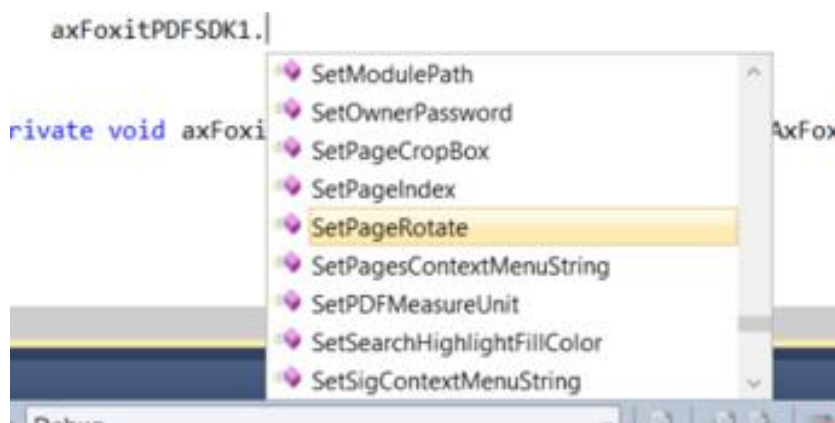 axFoxitPDFSDK1.
SetModulePath
SetOwnerPassword
rivate void axFoxi
AxFox
SetPageCropBox
SetPageIndex
SetPageRotate
SetPagesContextMenuString
SetPDFMeasureUnit
SetSearchHighlightFillColor
SetSigContextMenuString